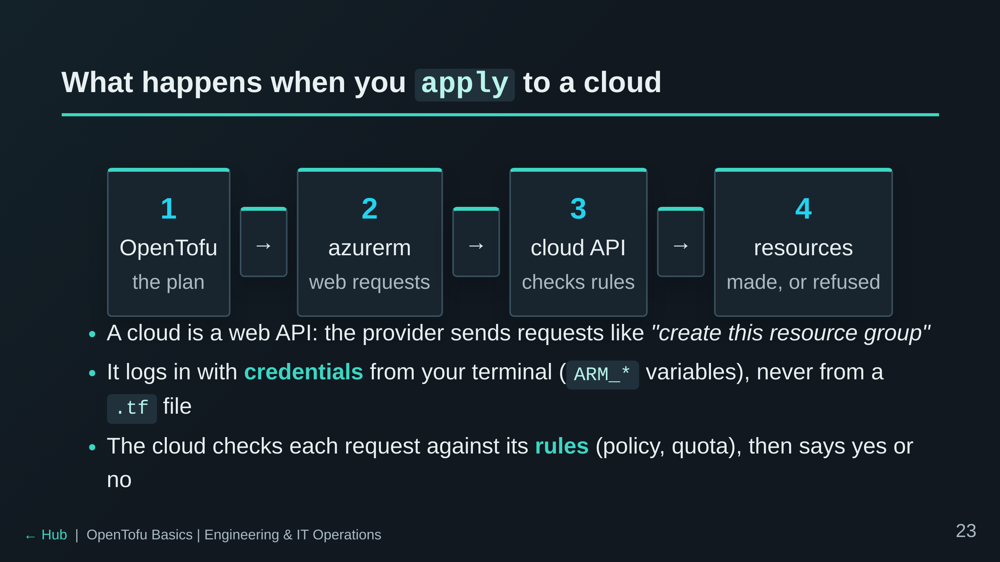 What happens when you apply to a cloud
1
OpenTofu
the plan
→
2
azurerm
web requests
→
3
cloud API
checks rules
→
4
resources
made, or refused
• A cloud is a web API: the provider sends requests like "create this resource group"
• It logs in with credentials from your terminal (ARM_* variables), never from a
.tf file
• The cloud checks each request against its rules (policy, quota), then says yes or
no
← Hub | OpenTofu Basics | Engineering & IT Operations
23